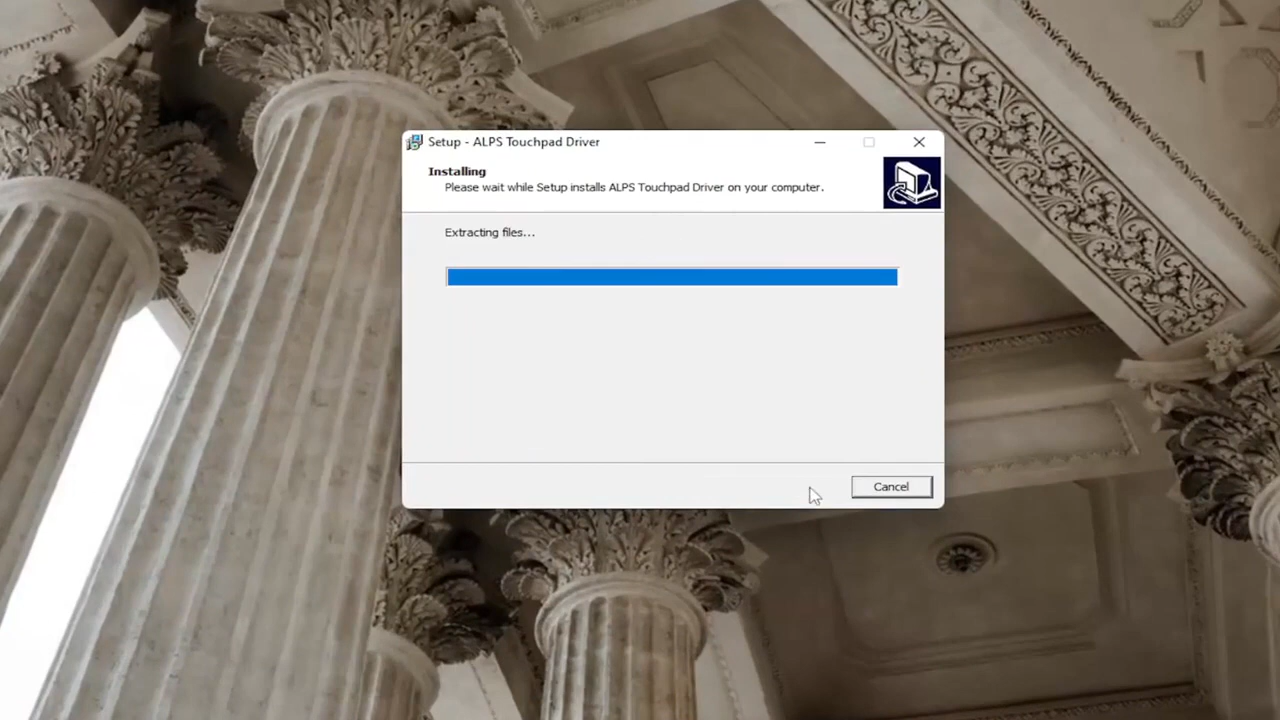 Setup - ALPS Touchpad Driver
Installing
Please wait while Setup installs ALPS Touchpad Driver on your computer.
Extracting files...
Cancel